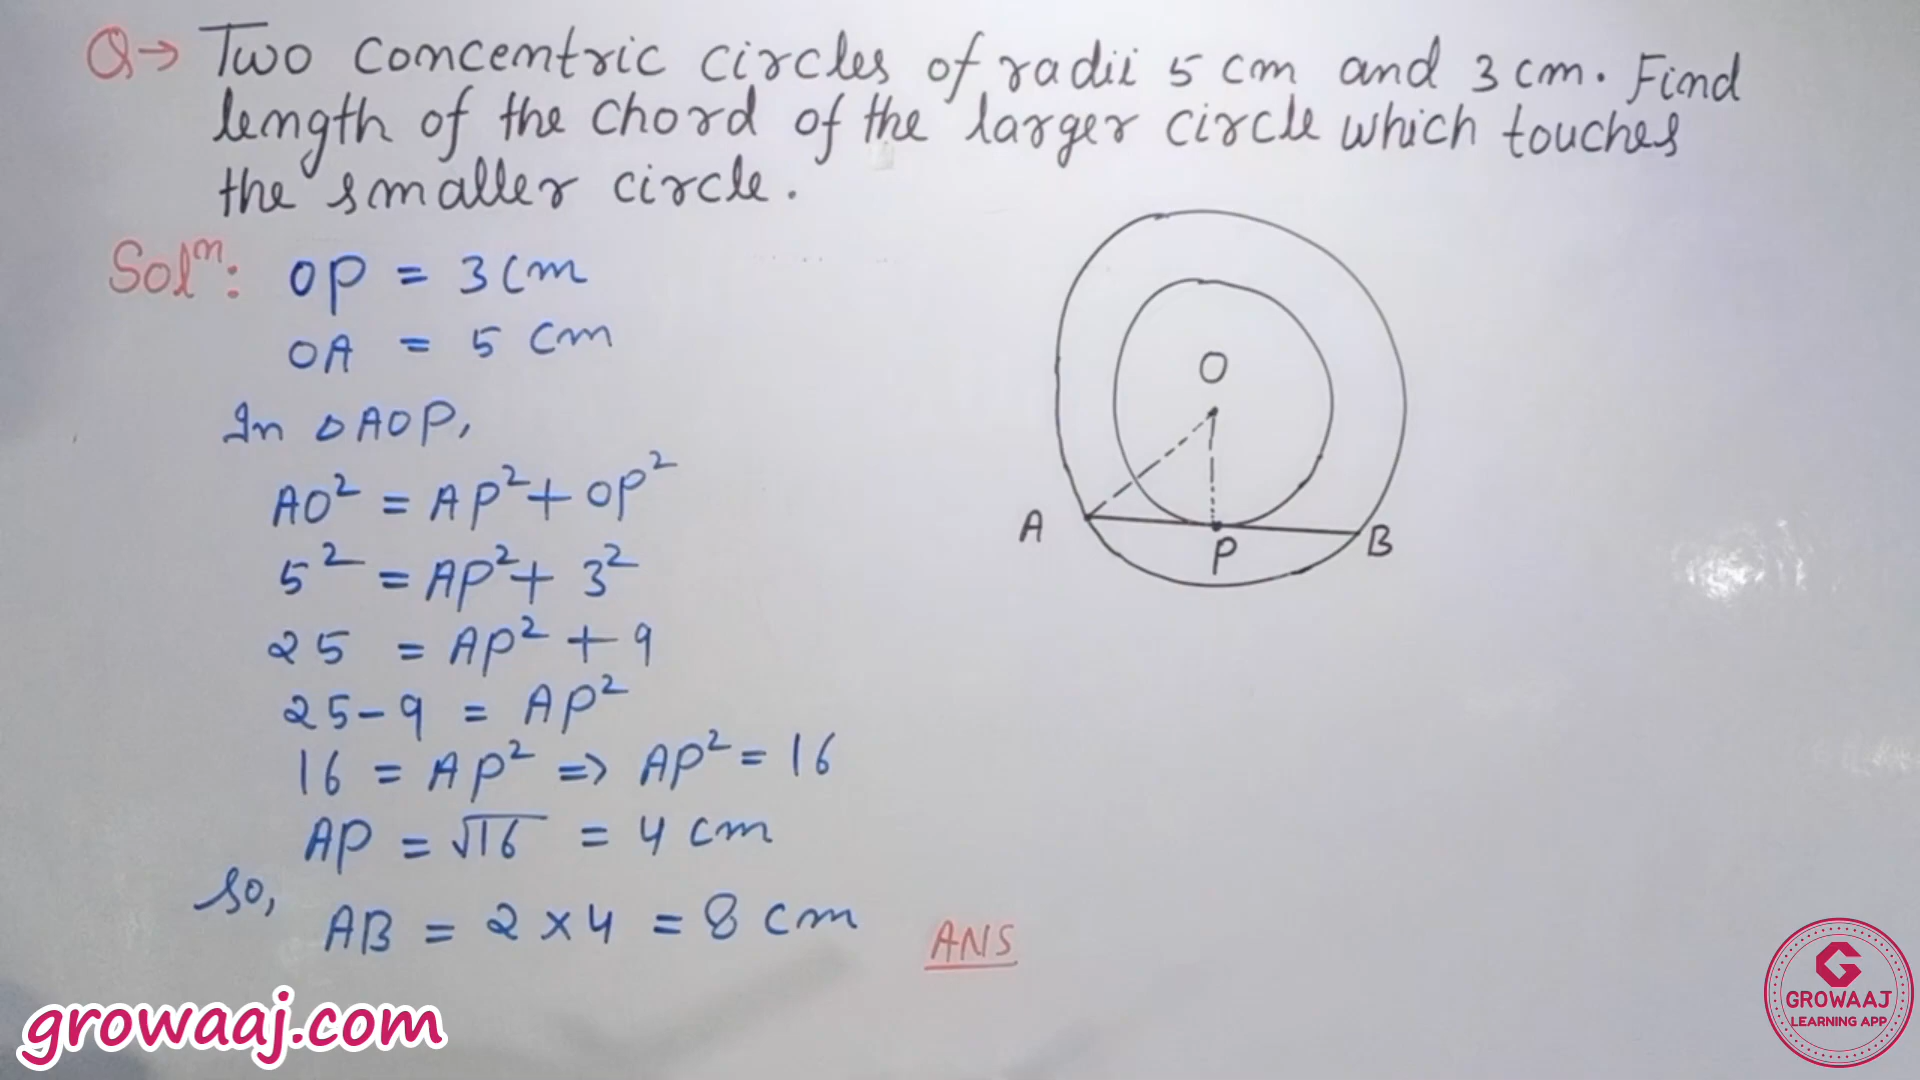 Q→ Two concentric circles of radii 5 cm and 3 cm. Find
length of the chord of the larger circle which touches
the smaller circle.
Solⁿ: OP = 3 cm
OA = 5 cm
In △AOP,
AO² = AP² + OP²
5² = AP² + 3²
25 = AP² + 9
25 - 9 = AP²
16 = AP² => AP² = 16
AP = √16 = 4 cm
So,
AB = 2 × 4 = 8 cm ANS
O
A
P
B
growaaj.com
G
GROWAAJ
LEARNING APP